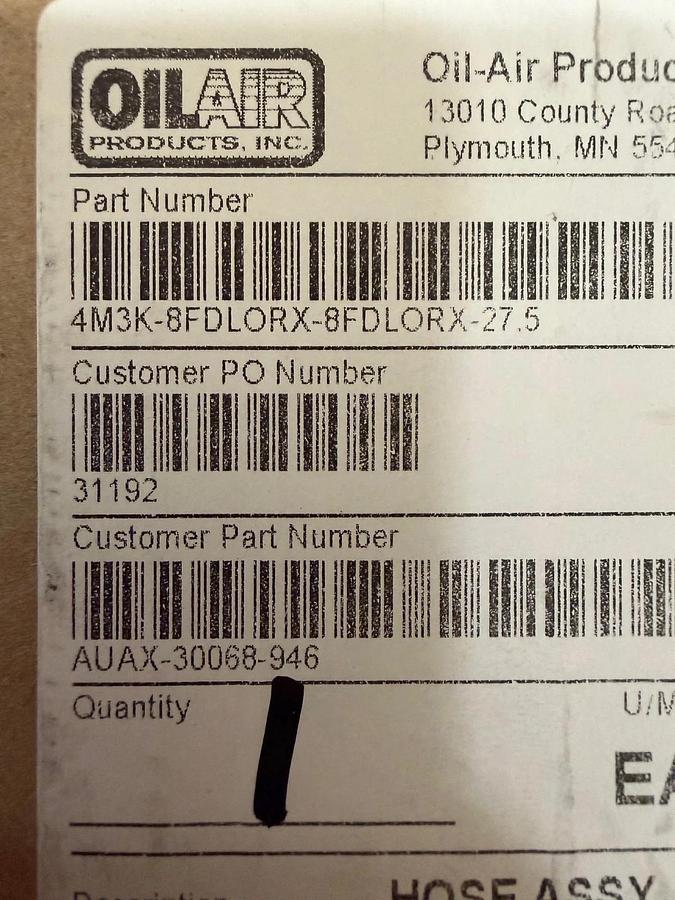 OILAIR
PRODUCTS, INC.
Oil-Air Produc
13010 County Roa
Plymouth, MN 554
Part Number
4M3K-8FDLORX-8FDLORX-27.5
Customer PO Number
31192
Customer Part Number
AUAX-30068-946
Quantity
U/M
1
EA
Description
HOSE ASSY